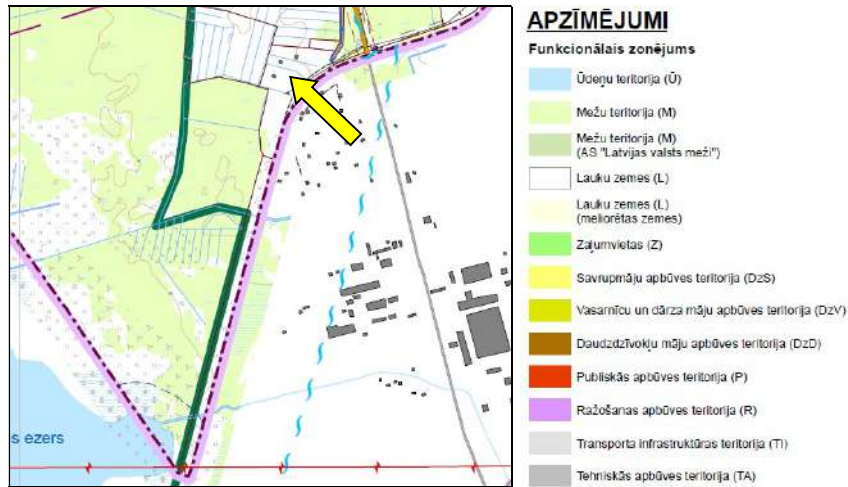 s ezers
APZĪMĒJUMI
Funkcionālais zonējums
Ūdeņu teritorija (Ū)
Mežu teritorija (M)
Mežu teritorija (M)
(AS "Latvijas valsts meži")
Lauku zemes (L)
Lauku zemes (L)
(meliorētas zemes)
Zaļumvietas (Z)
Savrupmāju apbūves teritorija (DzS)
Vasarnīcu un dārza māju apbūves teritorija (DzV)
Daudzdzīvokļu māju apbūves teritorija (DzD)
Publiskās apbūves teritorija (P)
Ražošanas apbūves teritorija (R)
Transporta infrastruktūras teritorija (TI)
Tehniskās apbūves teritorija (TA)